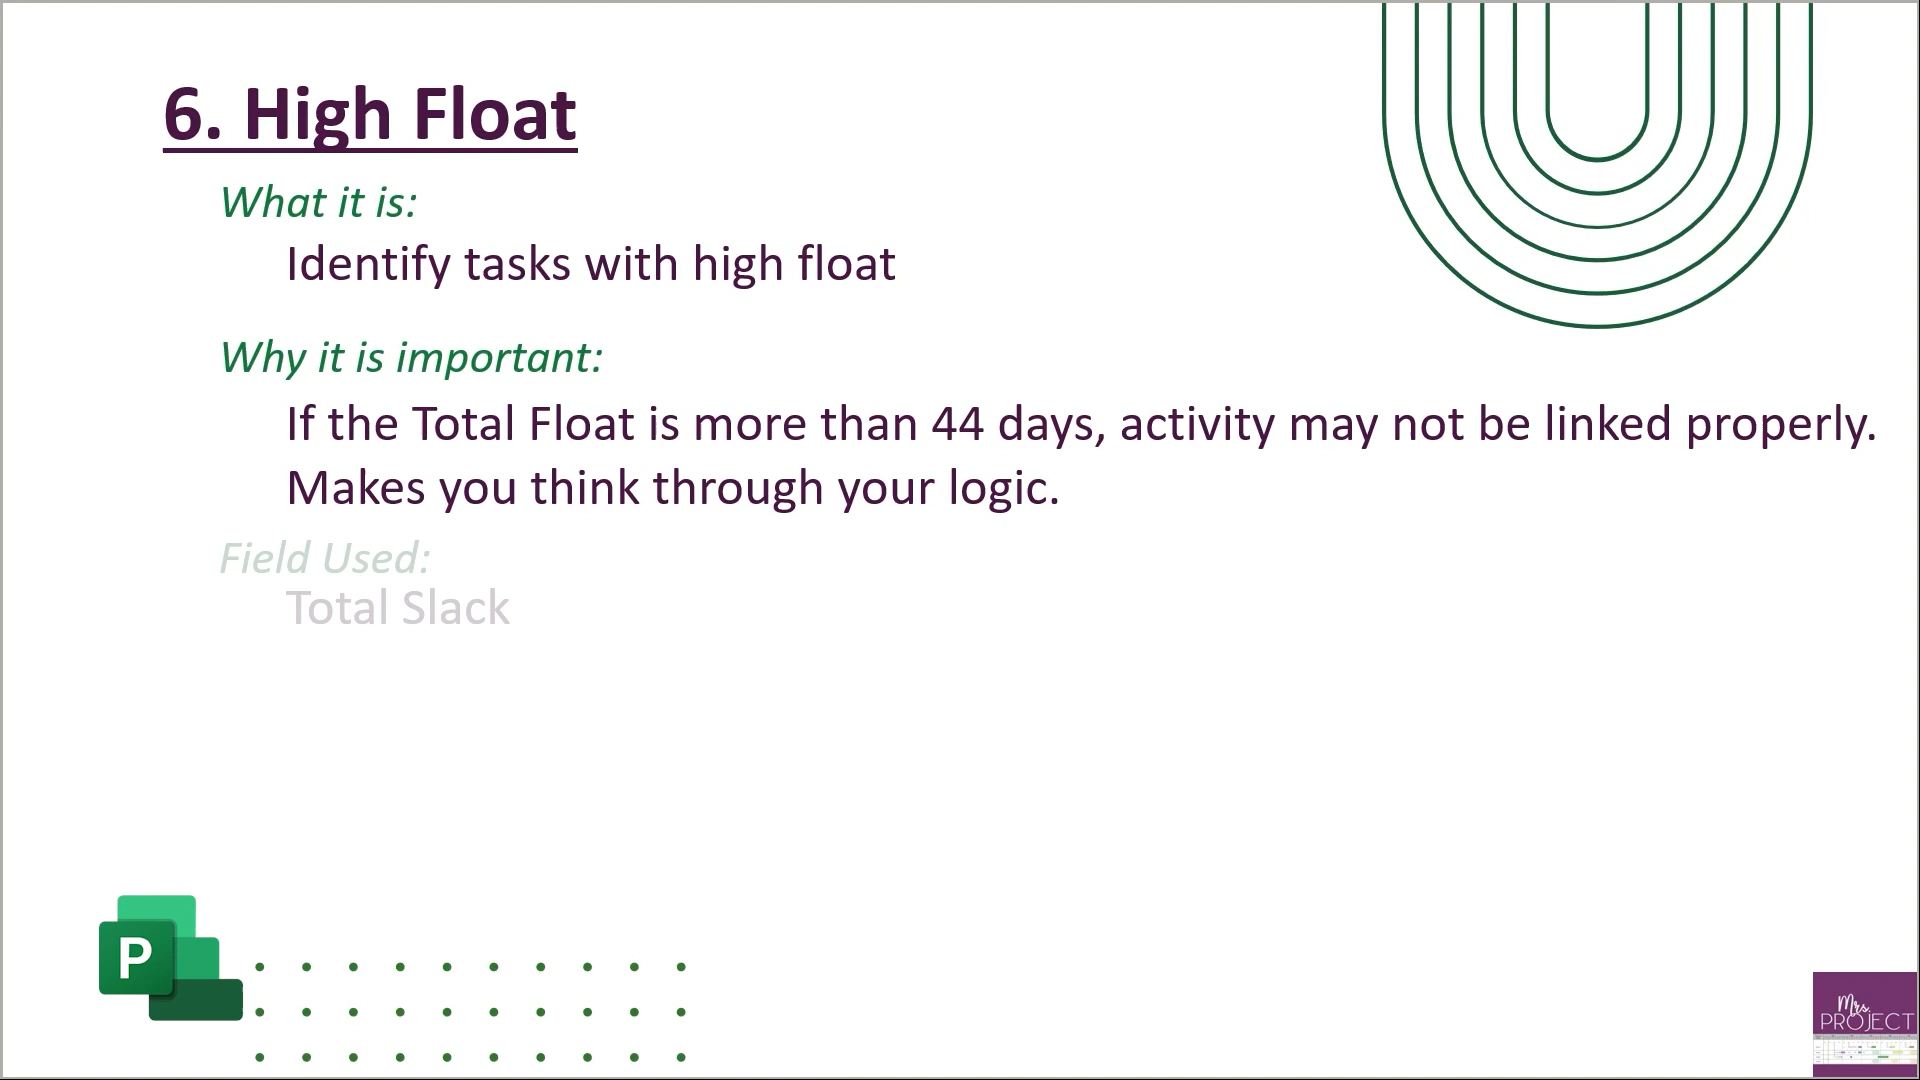 6. High Float
What it is:
Identify tasks with high float
Why it is important:
If the Total Float is more than 44 days, activity may not be linked properly.
Makes you think through your logic.
Field Used:
Total Slack
P
Mrs.
PROJECT